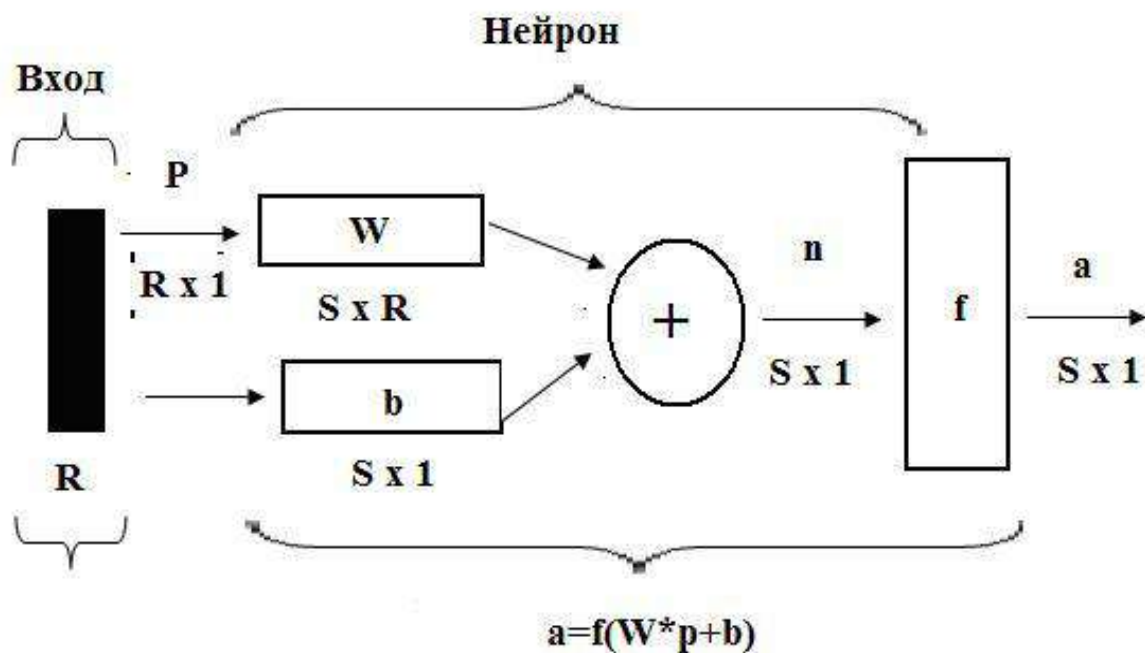 Нейрон
Вход
P
W
R x 1
S x R
+
n
S x 1
f
a
S x 1
b
R
S x 1
a=f(W*p+b)